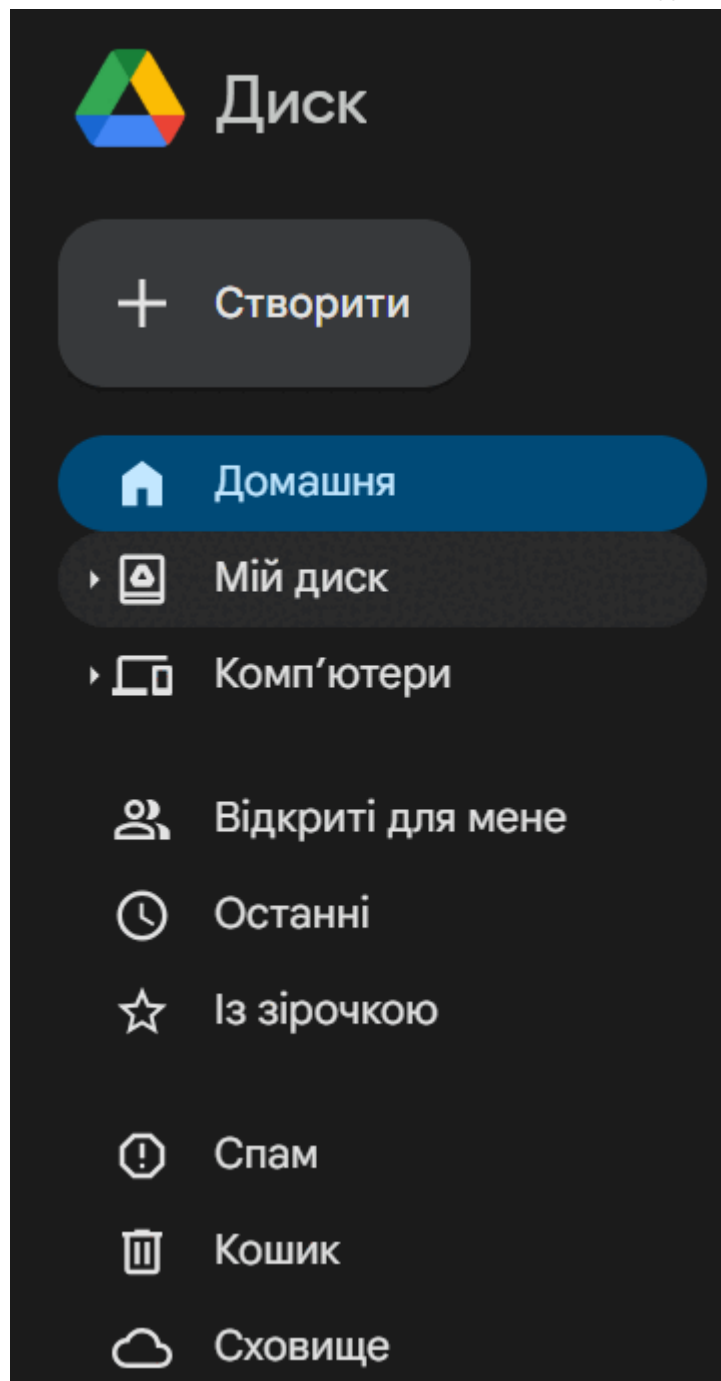 Диск
Створити
Домашня
Мій диск
Комп’ютери
Відкриті для мене
Останні
Із зірочкою
Спам
Кошик
Сховище